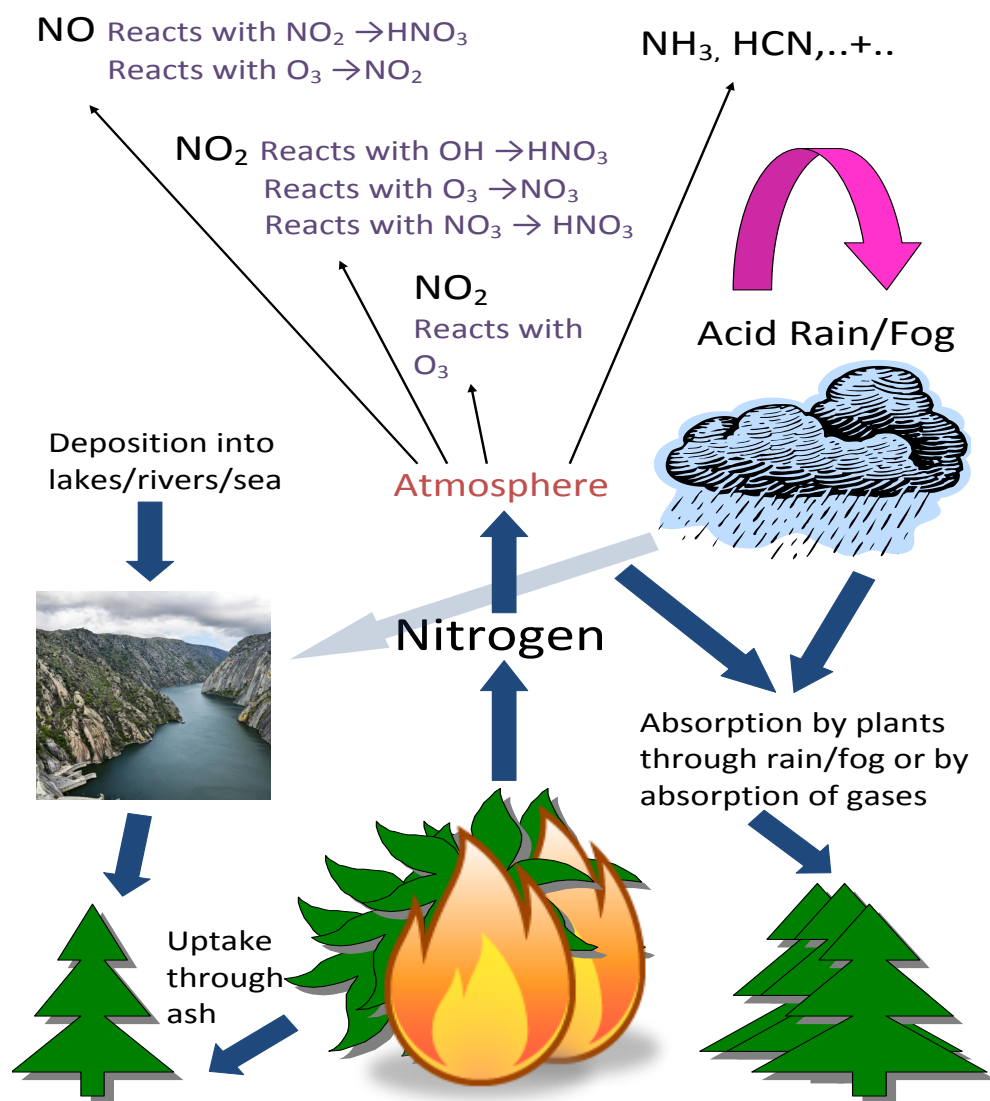 NO Reacts with NO₂ →HNO₃
Reacts with O₃ →NO₂
NH₃, HCN,..+..
NO₂ Reacts with OH →HNO₃
Reacts with O₃ →NO₃
Reacts with NO₃ → HNO₃
NO₂
Reacts with
O₃
Acid Rain/Fog
Deposition into
lakes/rivers/sea
Atmosphere
Nitrogen
Absorption by plants
through rain/fog or by
absorption of gases
Uptake
through
ash